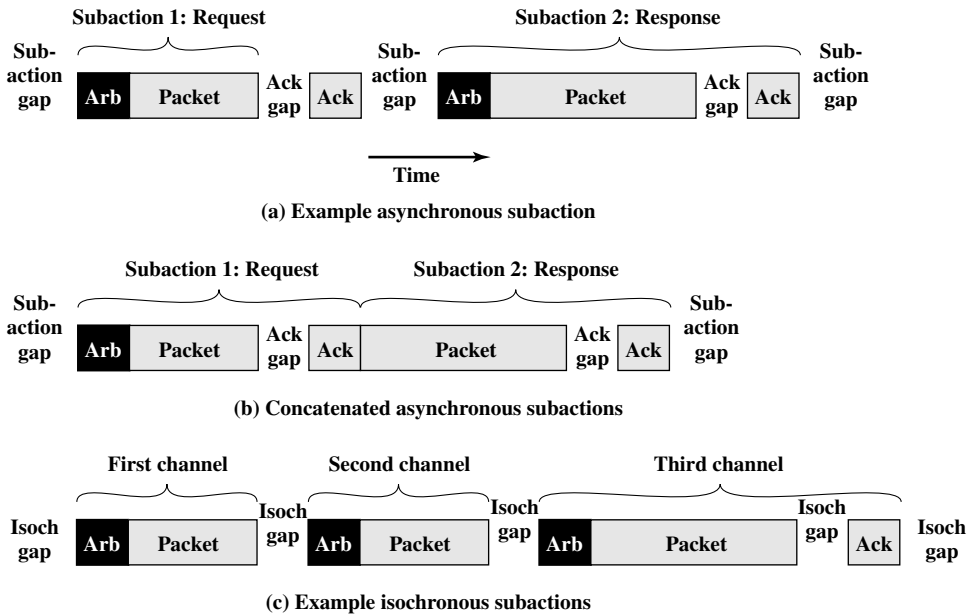 Subaction 1: Request
Subaction 2: Response
Sub-
action
gap
Arb
Packet
Ack
gap
Ack
Sub-
action
gap
Arb
Packet
Ack
gap
Ack
Sub-
action
gap
Time
(a) Example asynchronous subaction
Subaction 1: Request
Subaction 2: Response
Sub-
action
gap
Arb
Packet
Ack
gap
Ack
Packet
Ack
gap
Ack
Sub-
action
gap
(b) Concatenated asynchronous subactions
First channel
Second channel
Third channel
Isoch
gap
Arb
Packet
Isoch
gap
Arb
Packet
Isoch
gap
Arb
Packet
Isoch
gap
Ack
Isoch
gap
(c) Example isochronous subactions